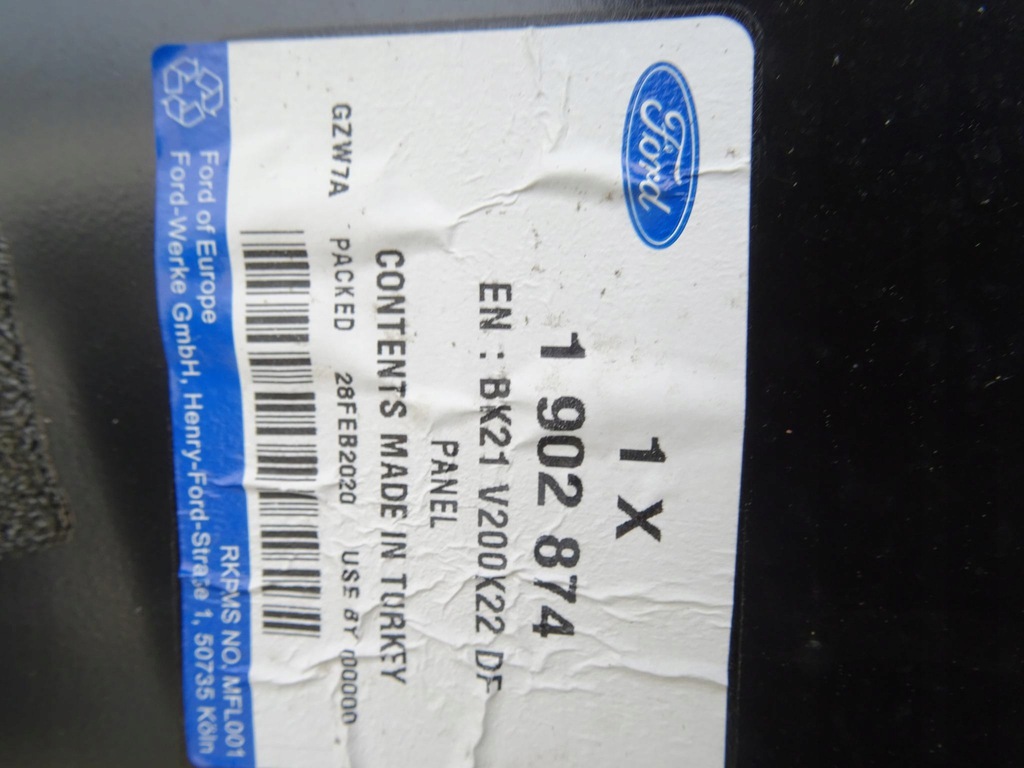 Ford
1 X
1 902 874
EN : BK21 V200K22 DF
PANEL
CONTENTS MADE IN TURKEY
GZW7A PACKED 28FEB2020 USE BY 00000
RKPMS NO. MFL001
Ford of Europe
Ford-Werke GmbH, Henry-Ford-Strasse 1, 50735 Köln